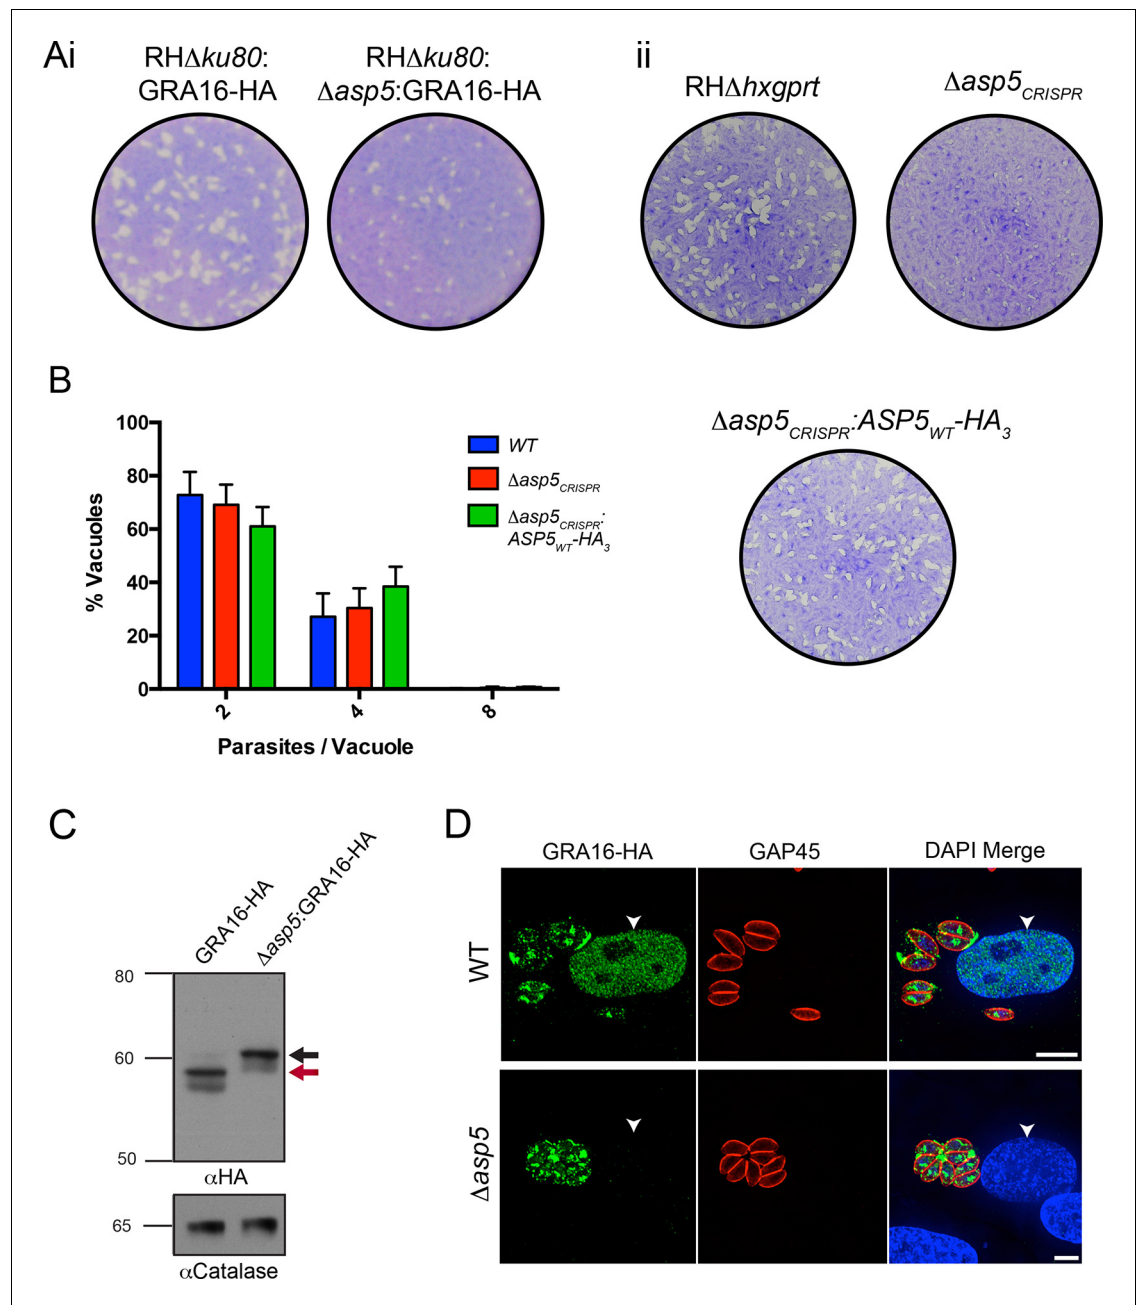 Ai
RHΔku80:
GRA16-HA
RHΔku80:
Δasp5:GRA16-HA
ii
RHΔhxgprt
Δasp5CRISPR
Δasp5CRISPR:ASP5WT-HA3
B
100
80
60
40
20
0
% Vacuoles
2
4
8
Parasites / Vacuole
WT
Δasp5CRISPR
Δasp5CRISPR:
ASP5WT-HA3
C
GRA16-HA
Δasp5:GRA16-HA
80
60
50
αHA
65
αCatalase
D
GRA16-HA
GAP45
DAPI Merge
WT
Δasp5